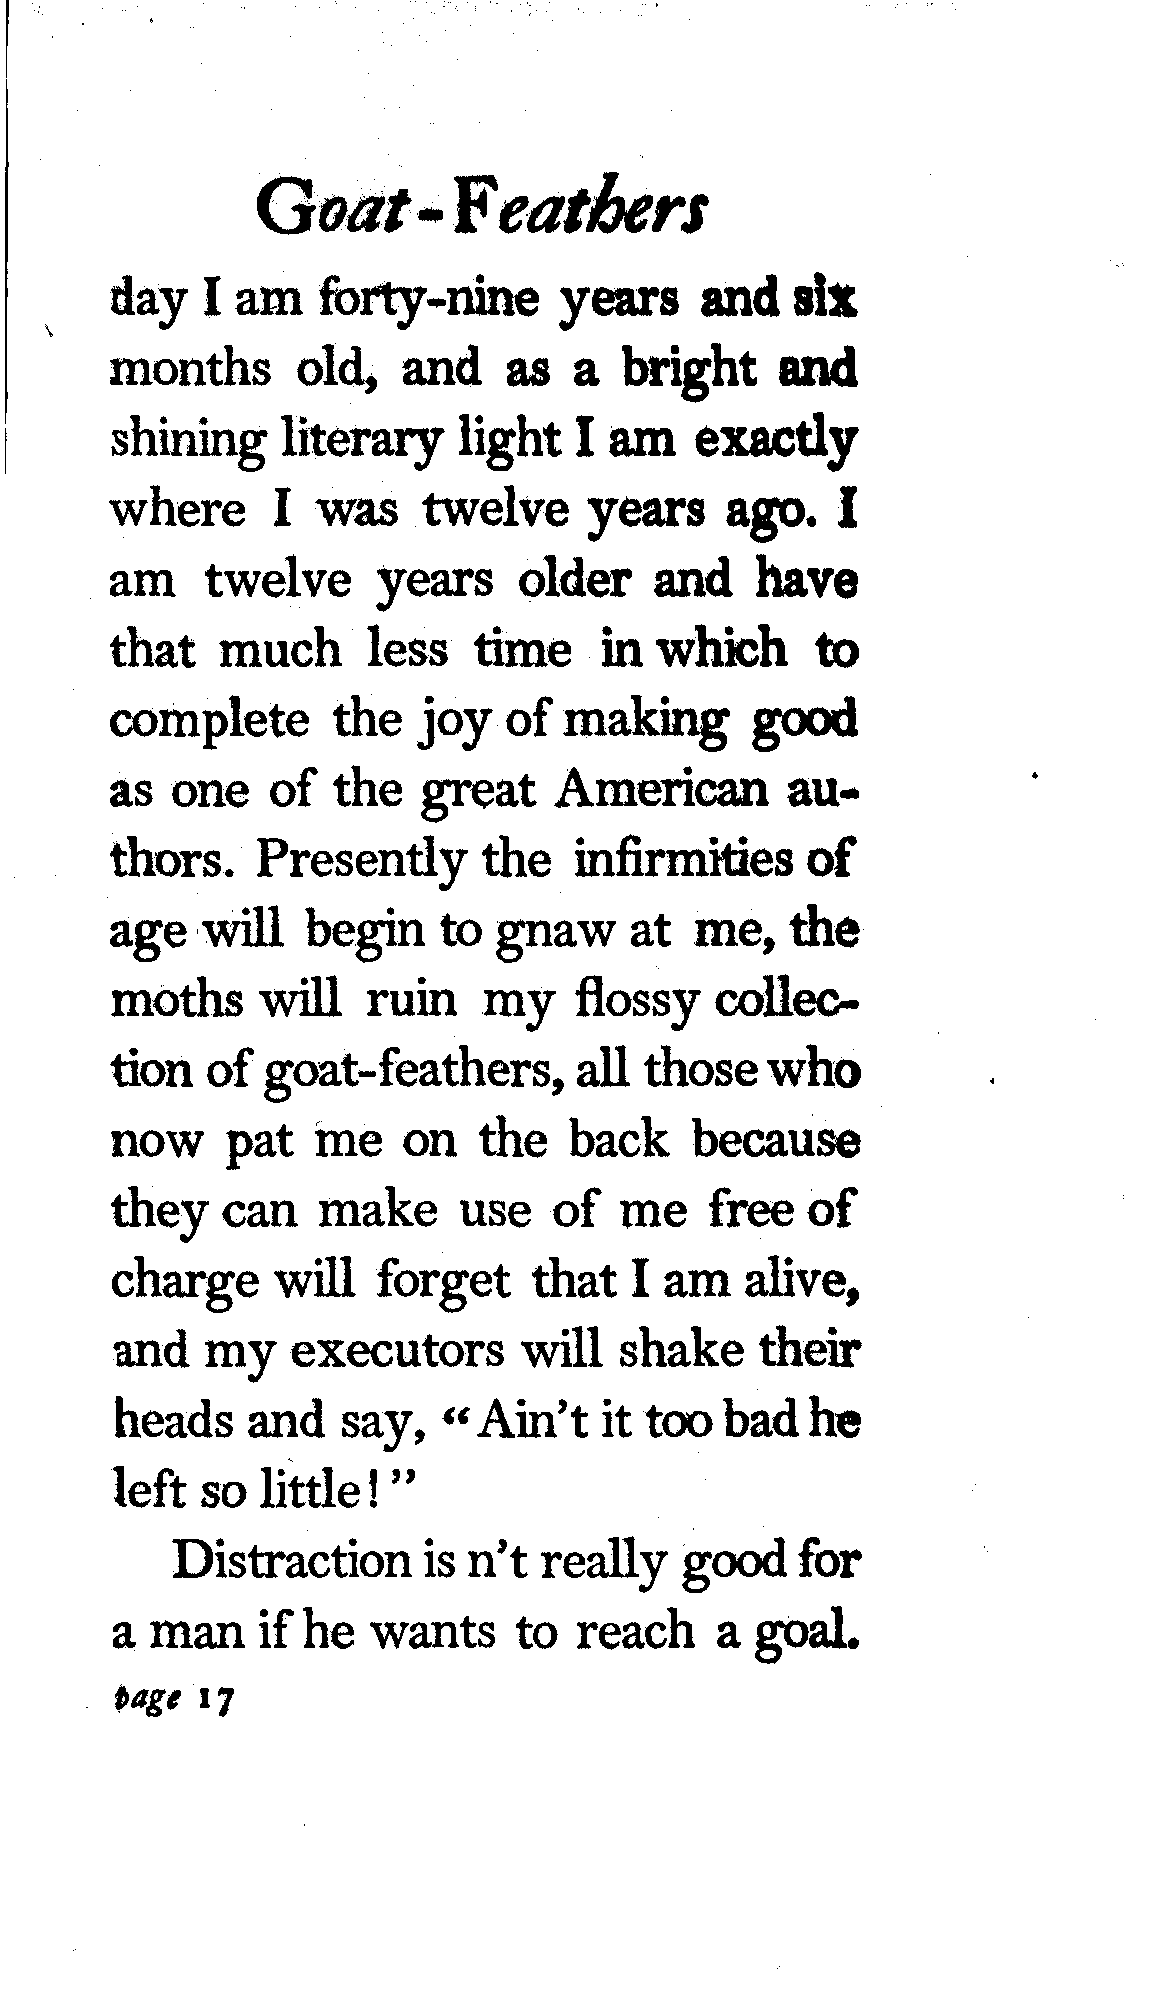 Goat-Feathers
day I am forty-nine years and six
months old, and as a bright and
shining literary light I am exactly
where I was twelve years ago. I
am twelve years older and have
that much less time in which to
complete the joy of making good
as one of the great American au-
thors. Presently the infirmities of
age will begin to gnaw at me, the
moths will ruin my flossy collec-
tion of goat-feathers, all those who
now pat me on the back because
they can make use of me free of
charge will forget that I am alive,
and my executors will shake their
heads and say, “Ain’t it too bad he
left so little!”
Distraction is n’t really good for
a man if he wants to reach a goal.
page 17